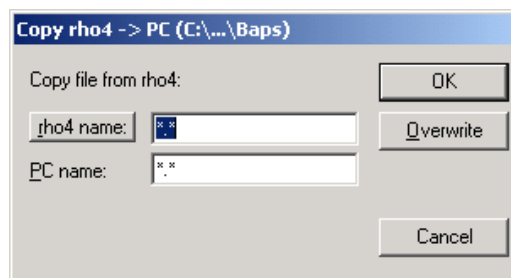 Copy rho4 -> PC (C:\...\Baps)
Copy file from rho4:
OK
rho4 name: *.*
Overwrite
PC name: *.*
Cancel